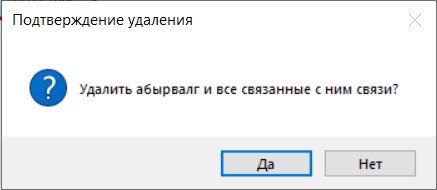 Подтверждение удаления
Удалить абырвалг и все связанные с ним связи?
Да
Нет